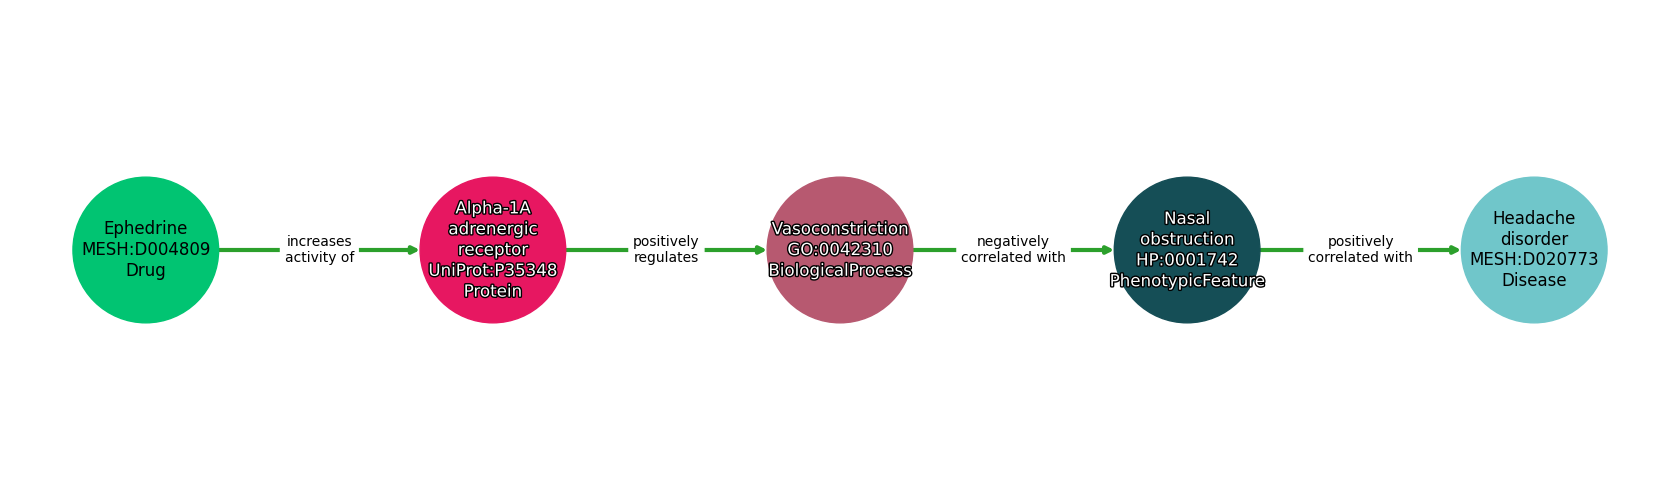 Ephedrine
MESH:D004809
Drug
increases
activity of
Alpha-1A
adrenergic
receptor
UniProt:P35348
Protein
positively
regulates
Vasoconstriction
GO:0042310
BiologicalProcess
negatively
correlated with
Nasal
obstruction
HP:0001742
PhenotypicFeature
positively
correlated with
Headache
disorder
MESH:D020773
Disease